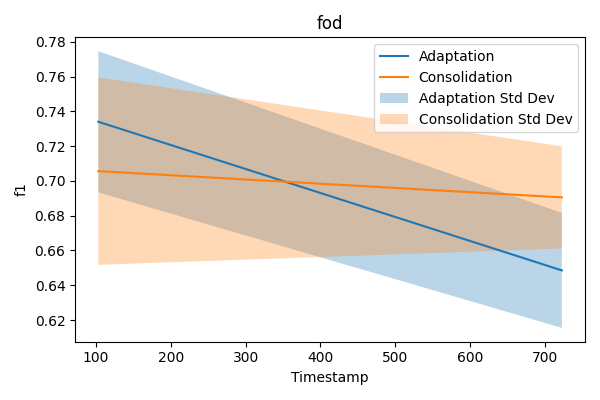 fod
0.78
0.76
0.74
0.72
0.70
0.68
0.66
0.64
0.62
f1
Adaptation
Consolidation
Adaptation Std Dev
Consolidation Std Dev
100 200 300 400 500 600 700
Timestamp